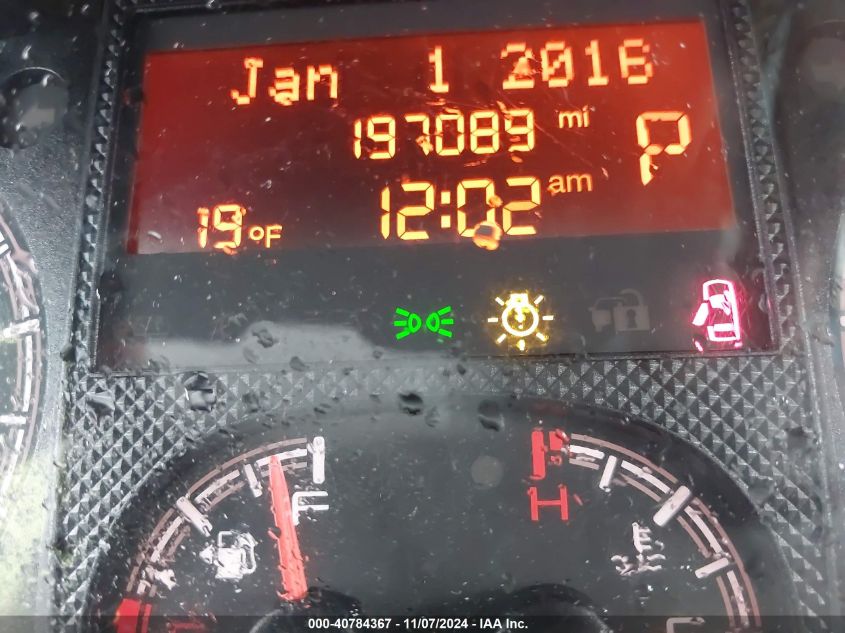 Jan 1 2016
197089 mi P
12:02 am
19°F
F H
000-40784367 - 11/07/2024 - IAA Inc.